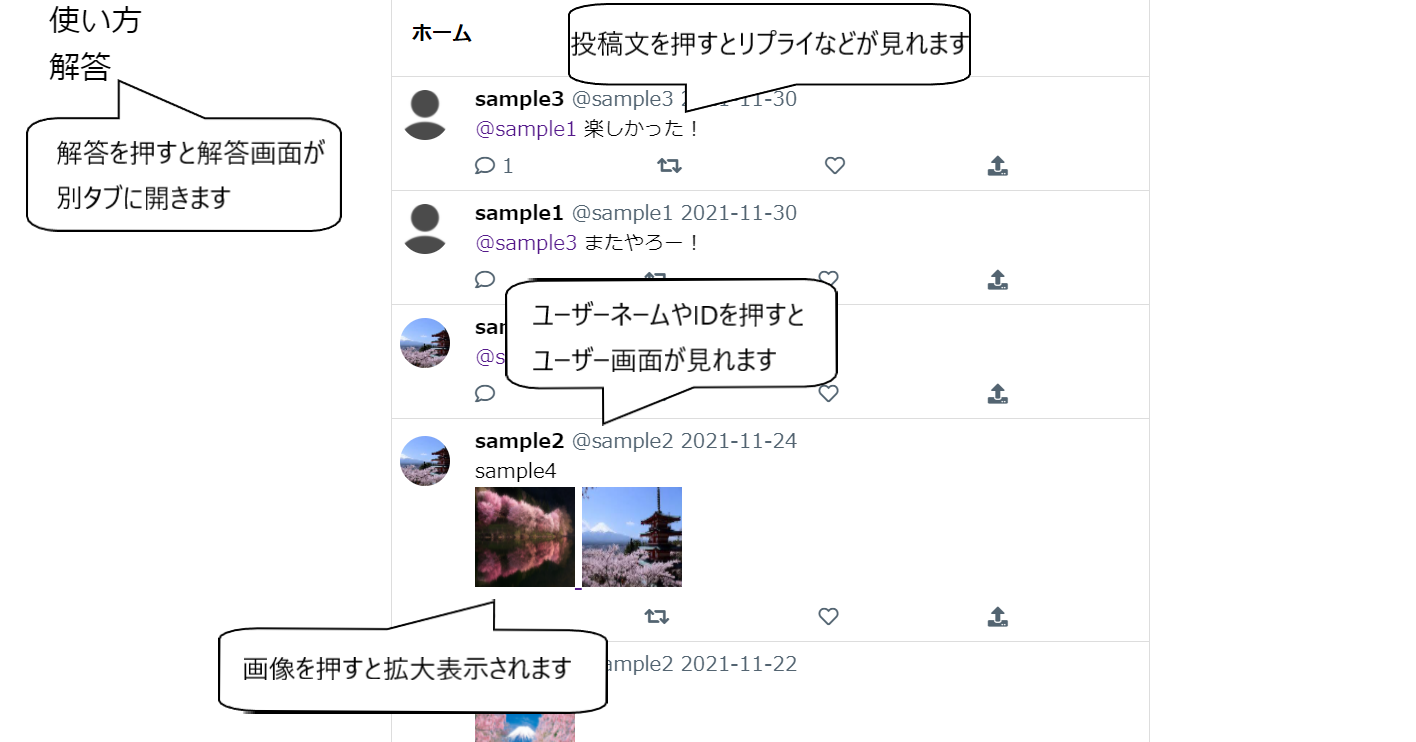 使い方
解答
解答を押すと解答画面が
別タブに開きます
ホーム
投稿文を押すとリプライなどが見れます
sample3 @sample3 2021-11-30
@sample1 楽しかった！
1
sample1 @sample1 2021-11-30
@sample3 またやろー！
ユーザーネームやIDを押すと
ユーザー画面が見れます
sample2 @sample2 2021-11-24
sample4
画像を押すと拡大表示されます
ample2 2021-11-22